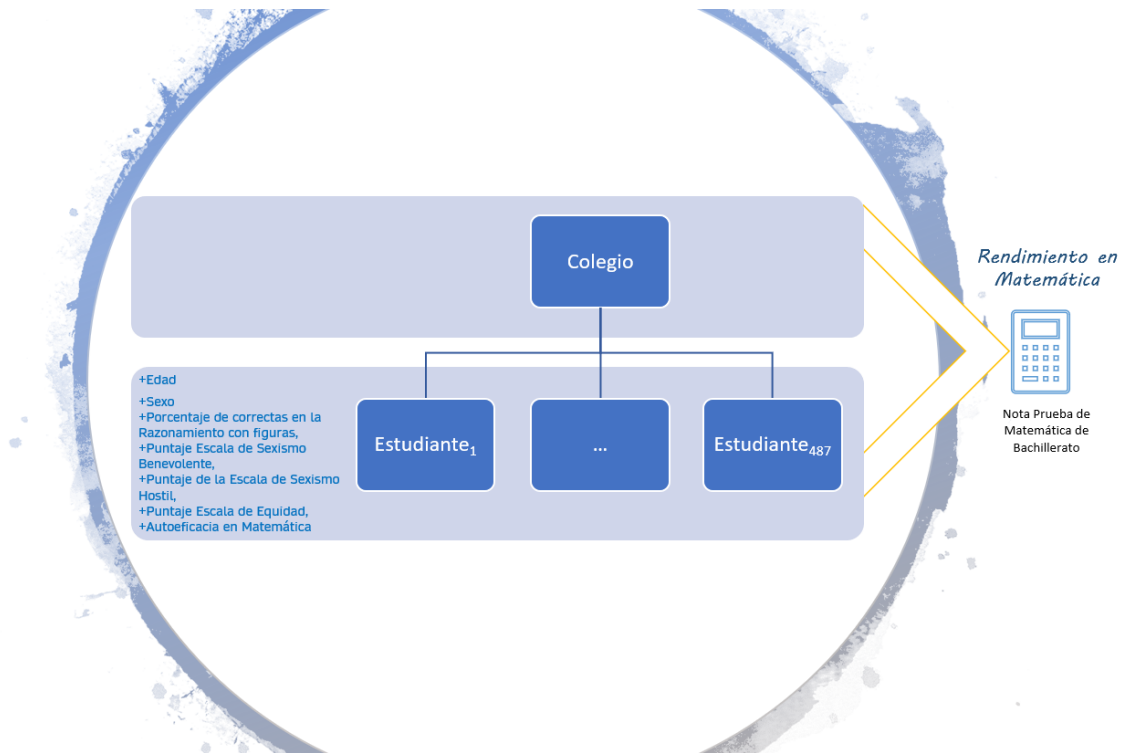 Colegio
Rendimiento en
Matemática
+Edad
+Sexo
+Porcentaje de correctas en la
Razonamiento con figuras,
+Puntaje Escala de Sexismo
Benevolente,
+Puntaje de la Escala de Sexismo
Hostil,
+Puntaje Escala de Equidad,
+Autoeficacia en Matemática
Estudiante₁
...
Estudiante₄₈₇
Nota Prueba de
Matemática de
Bachillerato